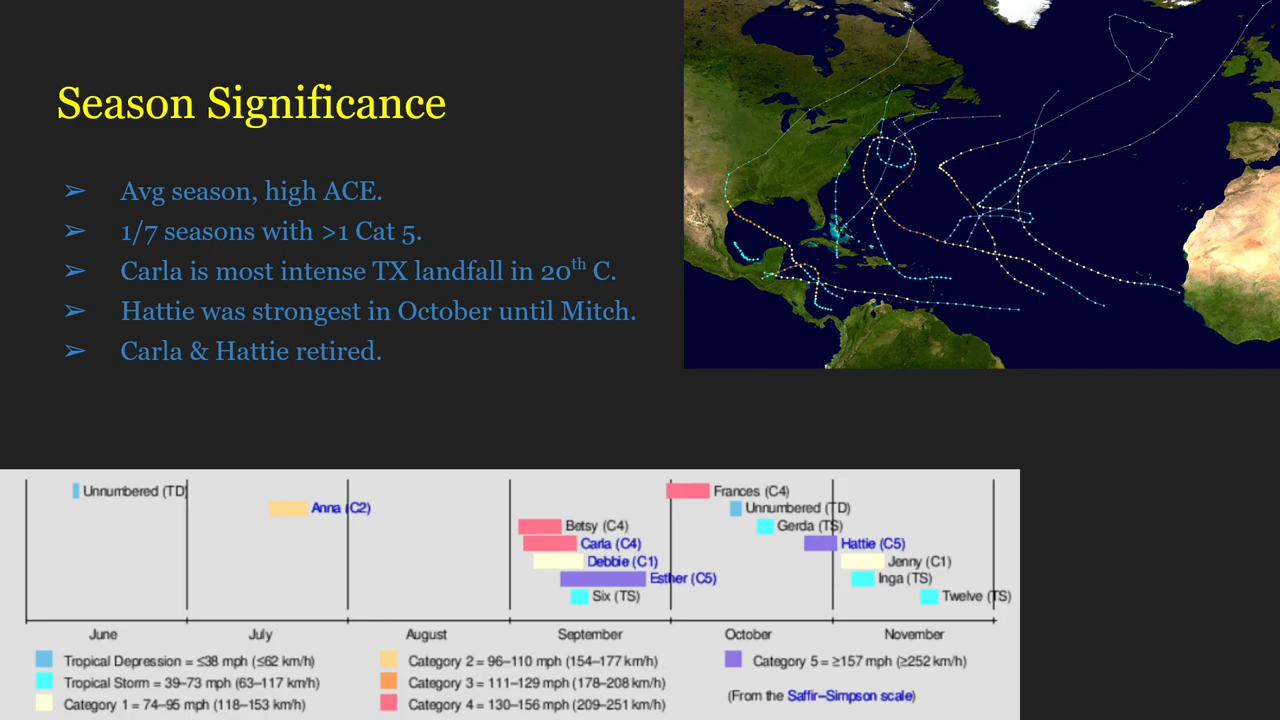 Season Significance
➢ Avg season, high ACE.
➢ 1/7 seasons with >1 Cat 5.
➢ Carla is most intense TX landfall in 20th C.
➢ Hattie was strongest in October until Mitch.
➢ Carla & Hattie retired.
Unnumbered (TD)
Frances (C4)
Anna (C2)
Unnumbered (TD)
Betsy (C4)
Gerda (TS)
Carla (C4)
Hattie (C5)
Debbie (C1)
Jenny (C1)
Esther (C5)
Inga (TS)
Six (TS)
Twelve (TS)
June July August September October November
Tropical Depression = ≤38 mph (≤62 km/h)
Tropical Storm = 39–73 mph (63–117 km/h)
Category 1 = 74–95 mph (118–153 km/h)
Category 2 = 96–110 mph (154–177 km/h)
Category 3 = 111–129 mph (178–208 km/h)
Category 4 = 130–156 mph (209–251 km/h)
Category 5 = ≥157 mph (≥252 km/h)
(From the Saffir–Simpson scale)